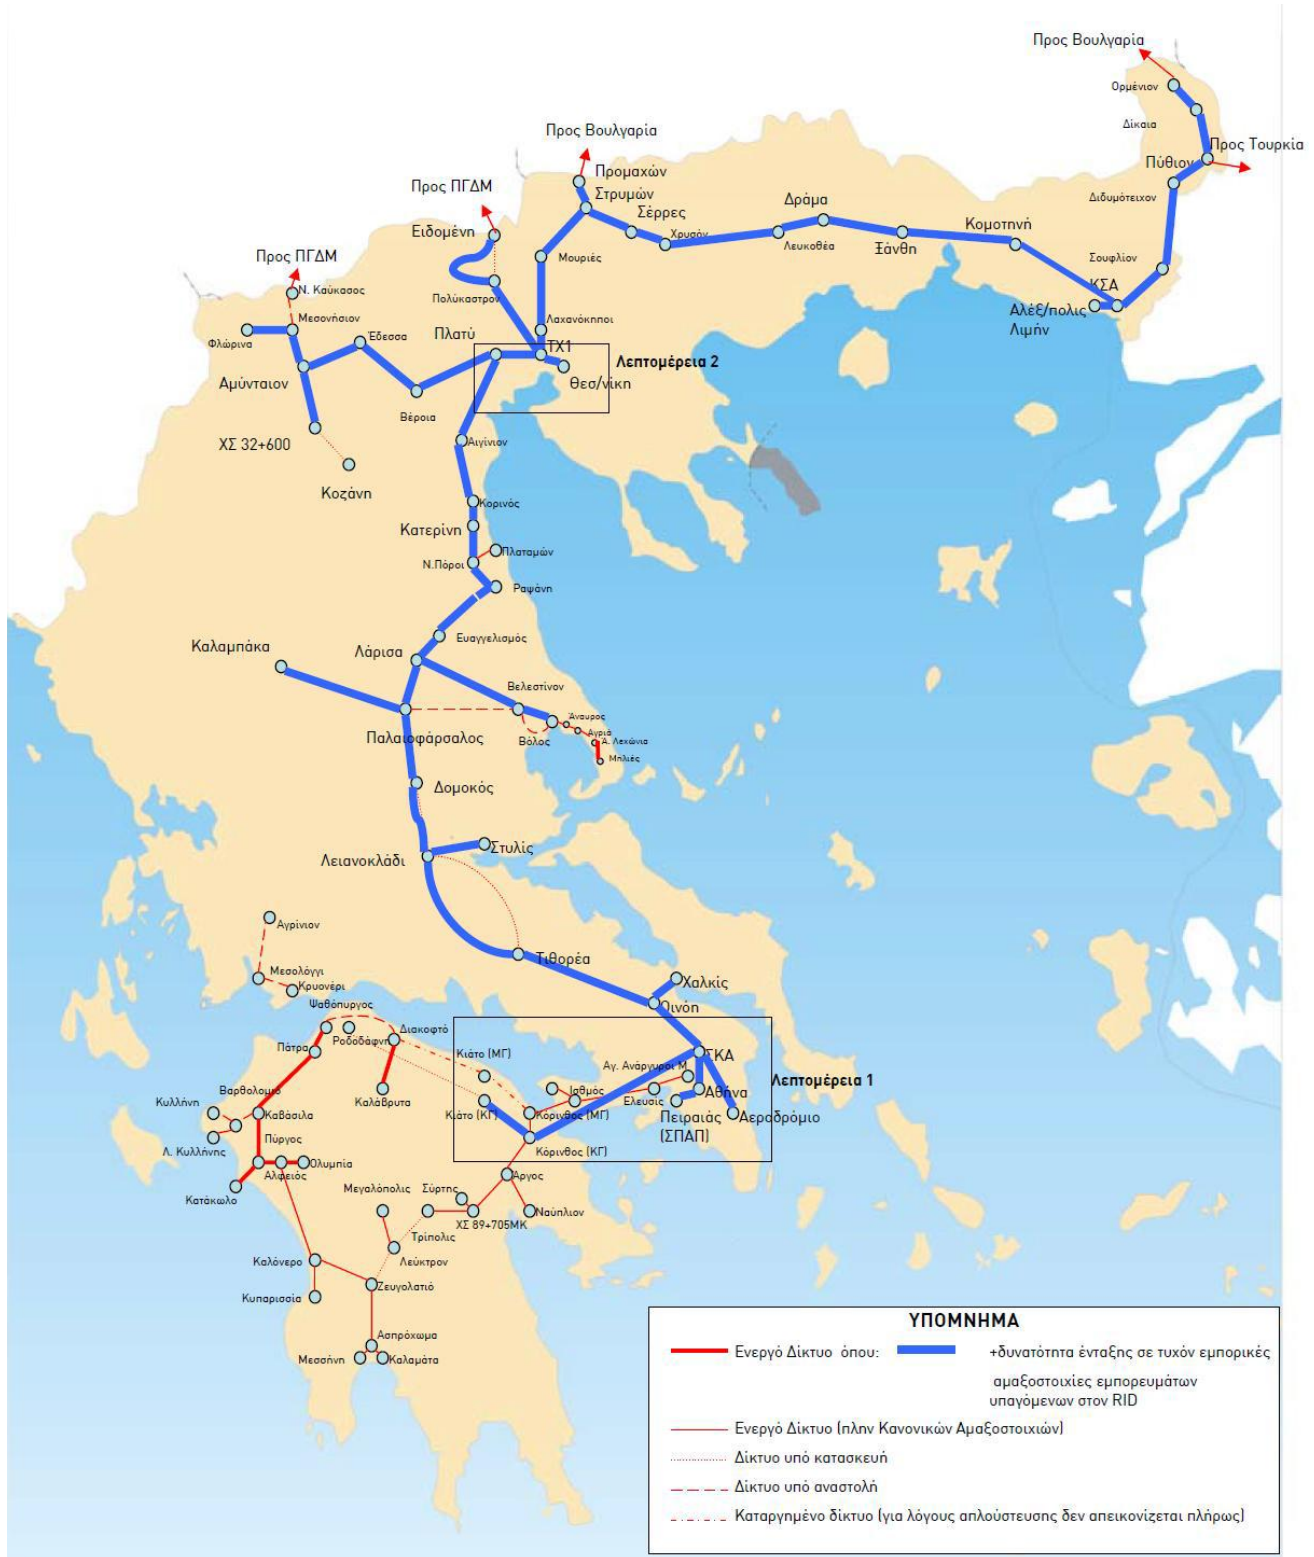 Προς Βουλγαρία
Ορμένιον
Δίκαια
Προς Τουρκία
Πύθιον
Διδυμότειχον
Προς Βουλγαρία
Προμαχών
Στρυμών
Σέρρες
Χρυσόν
Δράμα
Λευκοθέα
Ξάνθη
Κομοτηνή
Σουφλίον
ΚΣΑ
Αλέξ/πολις
Λιμήν
Προς ΠΓΔΜ
Ειδομένη
Μουριές
Πολύκαστρον
Λαχανόκηποι
Προς ΠΓΔΜ
Ν. Καύκασος
Μεσονήσιον
Φλώρινα
Έδεσσα
Πλατύ
ΤΧ1
Λεπτομέρεια 2
Θεσ/νίκη
Αμύνταιον
Βέροια
ΧΣ 32+600
Κοζάνη
Αιγίνιον
Κορινός
Κατερίνη
Πλαταμών
Ν.Πόροι
Ραψάνη
Ευαγγελισμός
Καλαμπάκα
Λάρισα
Βελεστίνον
Παλαιοφάρσαλος
Βόλος
Άναυρος
Αγριά
Ά. Λεχώνια
Μηλιές
Δομοκός
Λειανοκλάδι
Στυλίς
Τιθορέα
Χαλκίς
Οινόη
Αγρίνιον
Μεσολόγγι
Κρυονέρι
Ψαθόπυργος
Ροδοδάφνη
Διακοφτό
Πάτρα
Κιάτο (ΜΓ)
Αγ. Ανάργυροι Μ
ΣΚΑ
Λεπτομέρεια 1
Βαρθολομιό
Κυλλήνη
Καβάσιλα
Καλάβρυτα
Κιάτο (ΚΓ)
Ισθμός
Ελευσίς
Αθήνα
Κόρινθος (ΜΓ)
Πειραιάς
(ΣΠΑΠ)
Αεροδρόμιο
Λ. Κυλλήνης
Πύργος
Κόρινθος (ΚΓ)
Αλφειός
Ολυμπία
Κατάκωλο
Μεγαλόπολις
Σύρτης
Άργος
Ναύπλιον
ΧΣ 89+705ΜΚ
Τρίπολις
Λεύκτρον
Καλόνερο
Ζευγολατιό
Κυπαρισσία
Ασπρόχωμα
Μεσσήνη
Καλαμάτα
ΥΠΟΜΝΗΜΑ
Ενεργό Δίκτυο όπου:
+δυνατότητα ένταξης σε τυχόν εμπορικές
αμαξοστοιχίες εμπορευμάτων
υπαγόμενων στον RID
Ενεργό Δίκτυο (πλην Κανονικών Αμαξοστοιχιών)
Δίκτυο υπό κατασκευή
Δίκτυο υπό αναστολή
Καταργημένο δίκτυο (για λόγους απλούστευσης δεν απεικονίζεται πλήρως)